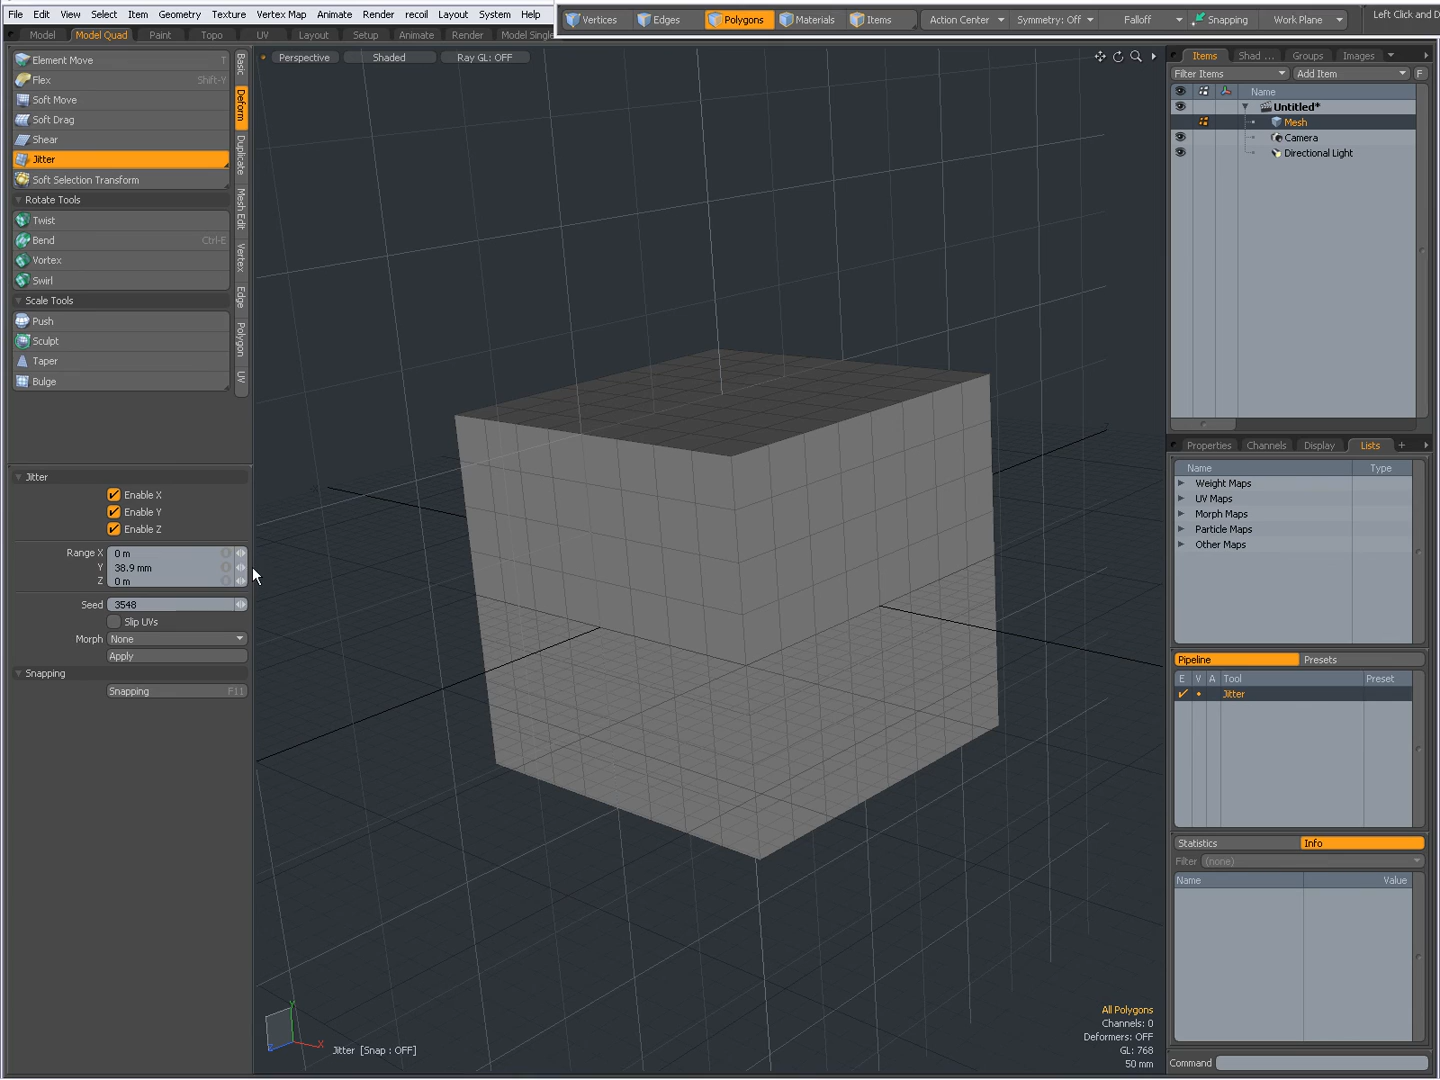 File Edit View Select Item Geometry Texture Vertex Map Animate Render recoil Layout System Help
Vertices Edges Polygons Materials Items Action Center Symmetry: Off Falloff Snapping Work Plane Left Click and D
Model Model Quad Paint Topo UV Layout Setup Animate Render Model Single
Element Move T
Flex Shift-Y
Soft Move
Soft Drag
Shear
Jitter
Soft Selection Transform
Rotate Tools
Twist
Bend Ctrl-E
Vortex
Swirl
Scale Tools
Push
Sculpt
Taper
Bulge
Basic
Deform
Duplicate
Mesh Edit
Vertex
Edge
Polygon
UV
Jitter
Enable X
Enable Y
Enable Z
Range X 0 m
Y 38.9 mm
Z 0 m
Seed 3548
Slip UVs
Morph None
Apply
Snapping
Snapping F11
Perspective Shaded Ray GL: OFF
Y
X
Z
Jitter [Snap : OFF]
All Polygons
Channels: 0
Deformers: OFF
GL: 768
50 mm
Items Shad ... Groups Images
Filter Items Add Item F
Name
Untitled*
Mesh
Camera
Directional Light
Properties Channels Display Lists +
Name Type
Weight Maps
UV Maps
Morph Maps
Particle Maps
Other Maps
Pipeline Presets
E V A Tool Preset
Jitter
Statistics Info
Filter (none)
Name Value
Command